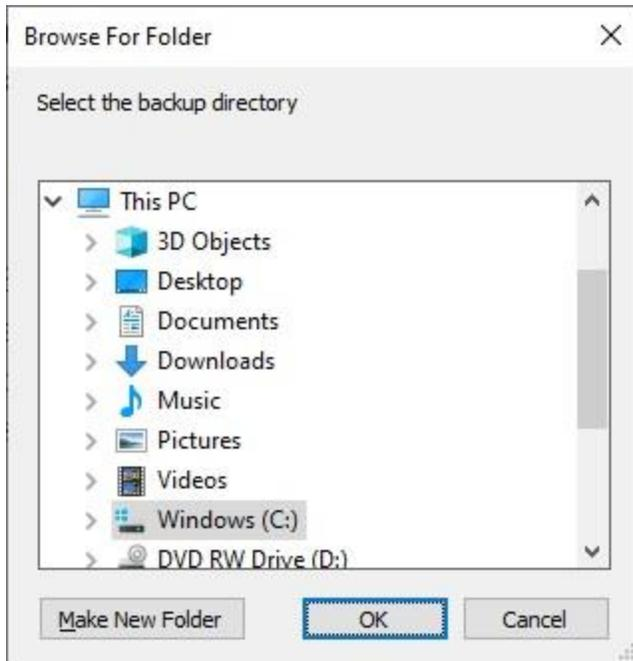 Browse For Folder
Select the backup directory
This PC
3D Objects
Desktop
Documents
Downloads
Music
Pictures
Videos
Windows (C:)
DVD RW Drive (D:)
Make New Folder
OK
Cancel